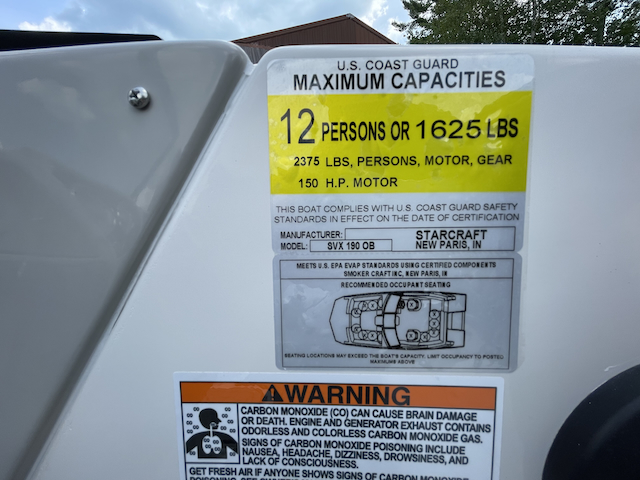 U.S. COAST GUARD
MAXIMUM CAPACITIES
12 PERSONS OR 1625 LBS
2375 LBS, PERSONS, MOTOR, GEAR
150 H.P. MOTOR
THIS BOAT COMPLIES WITH U.S. COAST GUARD SAFETY
STANDARDS IN EFFECT ON THE DATE OF CERTIFICATION
MANUFACTURER: STARCRAFT
MODEL: SVX 190 OB NEW PARIS, IN
MEETS U.S. EPA EVAP STANDARDS USING CERTIFIED COMPONENTS
SMOKER CRAFT INC, NEW PARIS, IN
RECOMMENDED OCCUPANT SEATING
SEATING LOCATIONS MAY EXCEED THE BOAT'S CAPACITY. LIMIT OCCUPANCY TO POSTED
MAXIMUMS ABOVE
WARNING
CARBON MONOXIDE (CO) CAN CAUSE BRAIN DAMAGE
OR DEATH. ENGINE AND GENERATOR EXHAUST CONTAINS
ODORLESS AND COLORLESS CARBON MONOXIDE GAS.
SIGNS OF CARBON MONOXIDE POISONING INCLUDE
NAUSEA, HEADACHE, DIZZINESS, DROWSINESS, AND
LACK OF CONSCIOUSNESS.
GET FRESH AIR IF ANYONE SHOWS SIGNS OF CARBON MONOXIDE